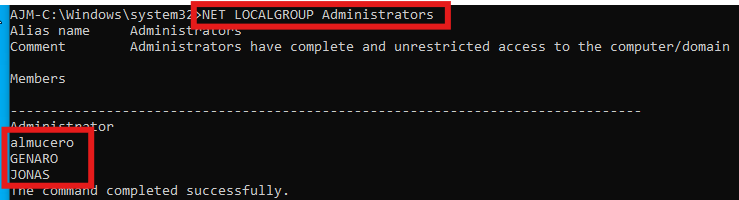 AJM-C:\Windows\system32>NET LOCALGROUP Administrators
Alias name     Administrators
Comment        Administrators have complete and unrestricted access to the computer/domain
Members
-------------------------------------------------------------------------------
Administrator
almucero
GENARO
JONAS
The command completed successfully.